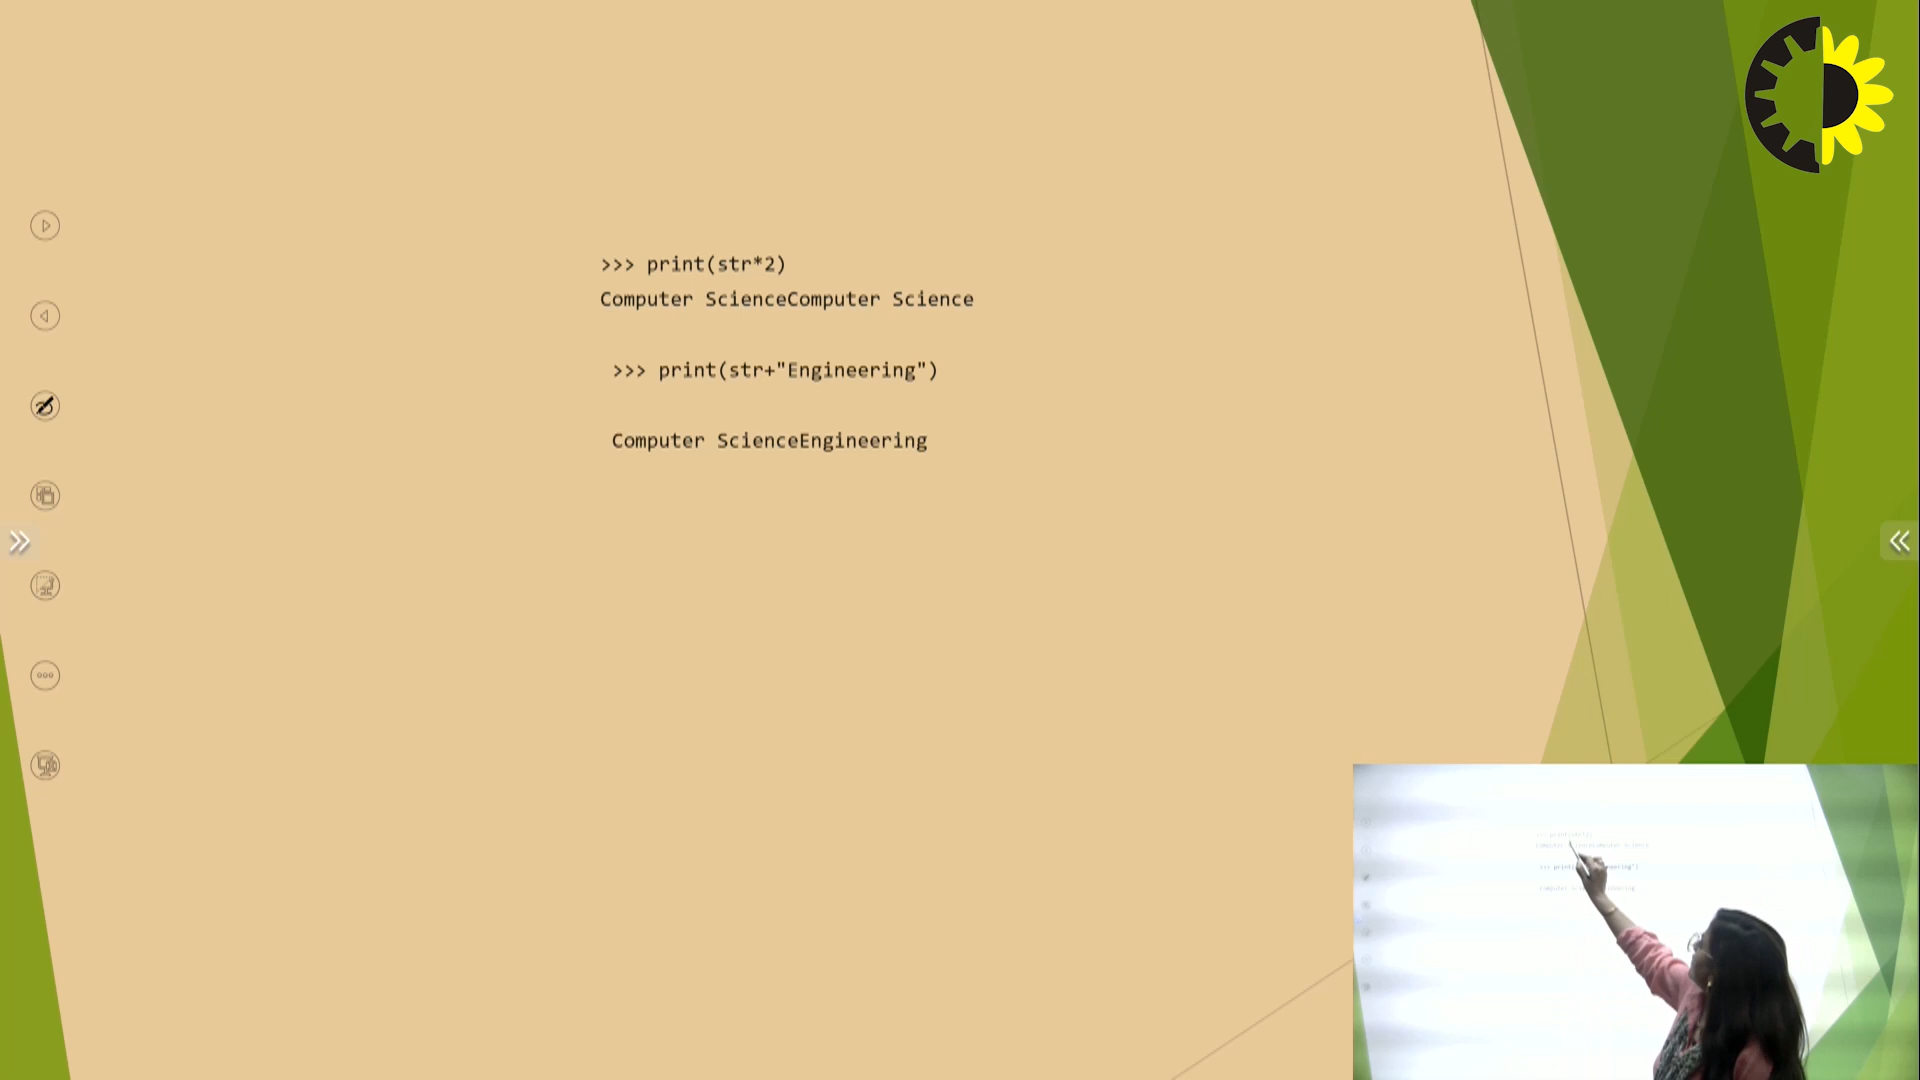 >>> print(str*2)
Computer ScienceComputer Science
>>> print(str+"Engineering")
Computer ScienceEngineering